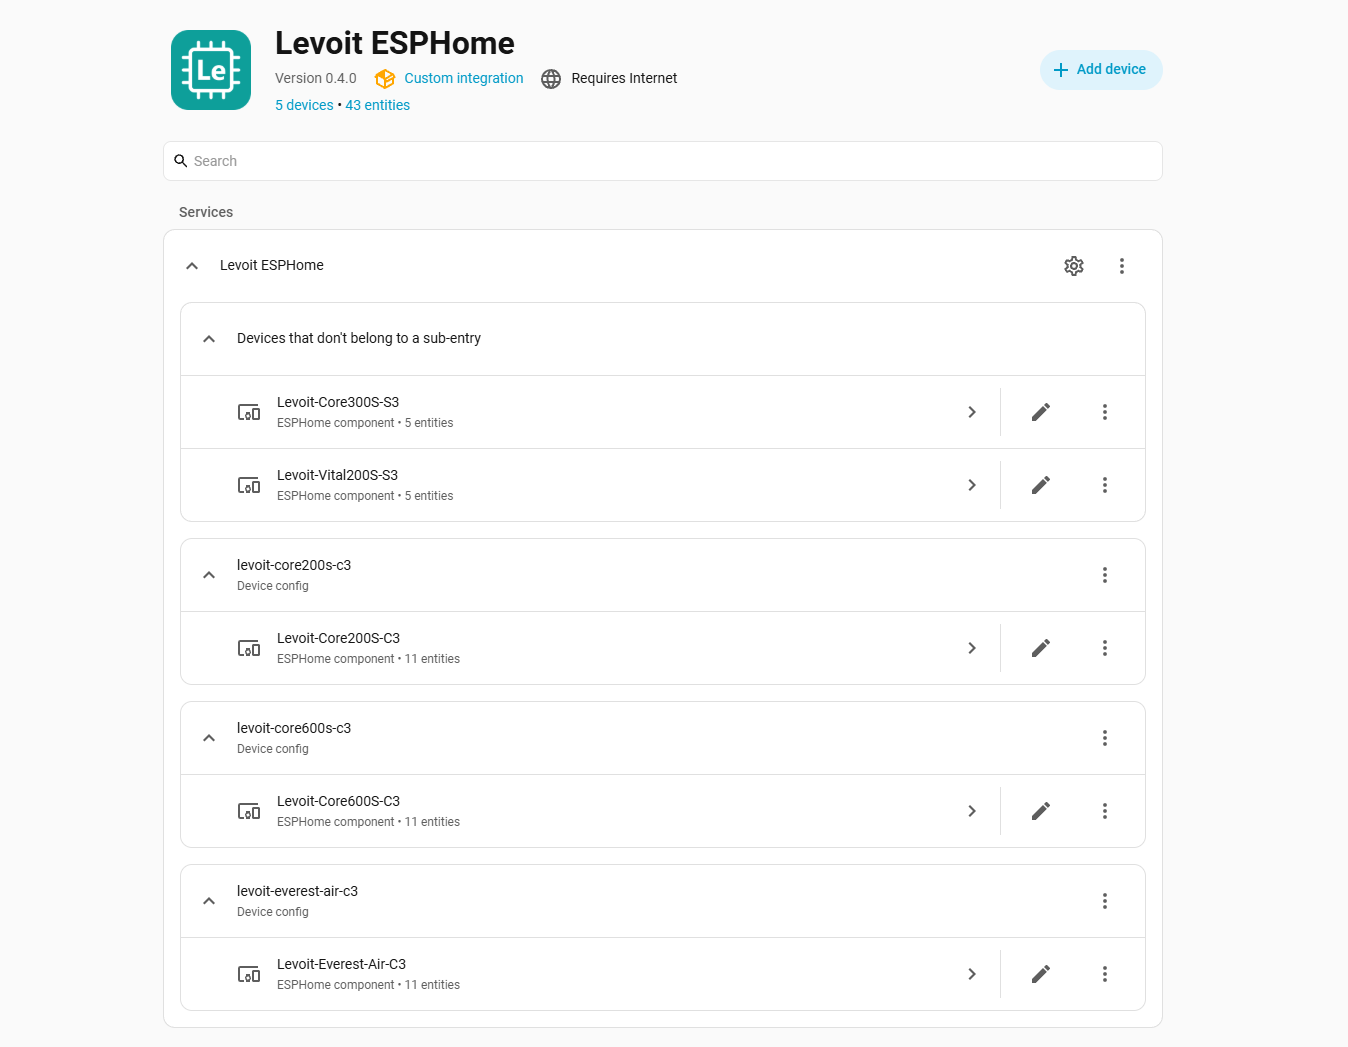 Le
Levoit ESPHome
Version 0.4.0 Custom integration Requires Internet
5 devices • 43 entities
Add device
Search
Services
Levoit ESPHome
Devices that don't belong to a sub-entry
Levoit-Core300S-S3
ESPHome component • 5 entities
Levoit-Vital200S-S3
ESPHome component • 5 entities
levoit-core200s-c3
Device config
Levoit-Core200S-C3
ESPHome component • 11 entities
levoit-core600s-c3
Device config
Levoit-Core600S-C3
ESPHome component • 11 entities
levoit-everest-air-c3
Device config
Levoit-Everest-Air-C3
ESPHome component • 11 entities